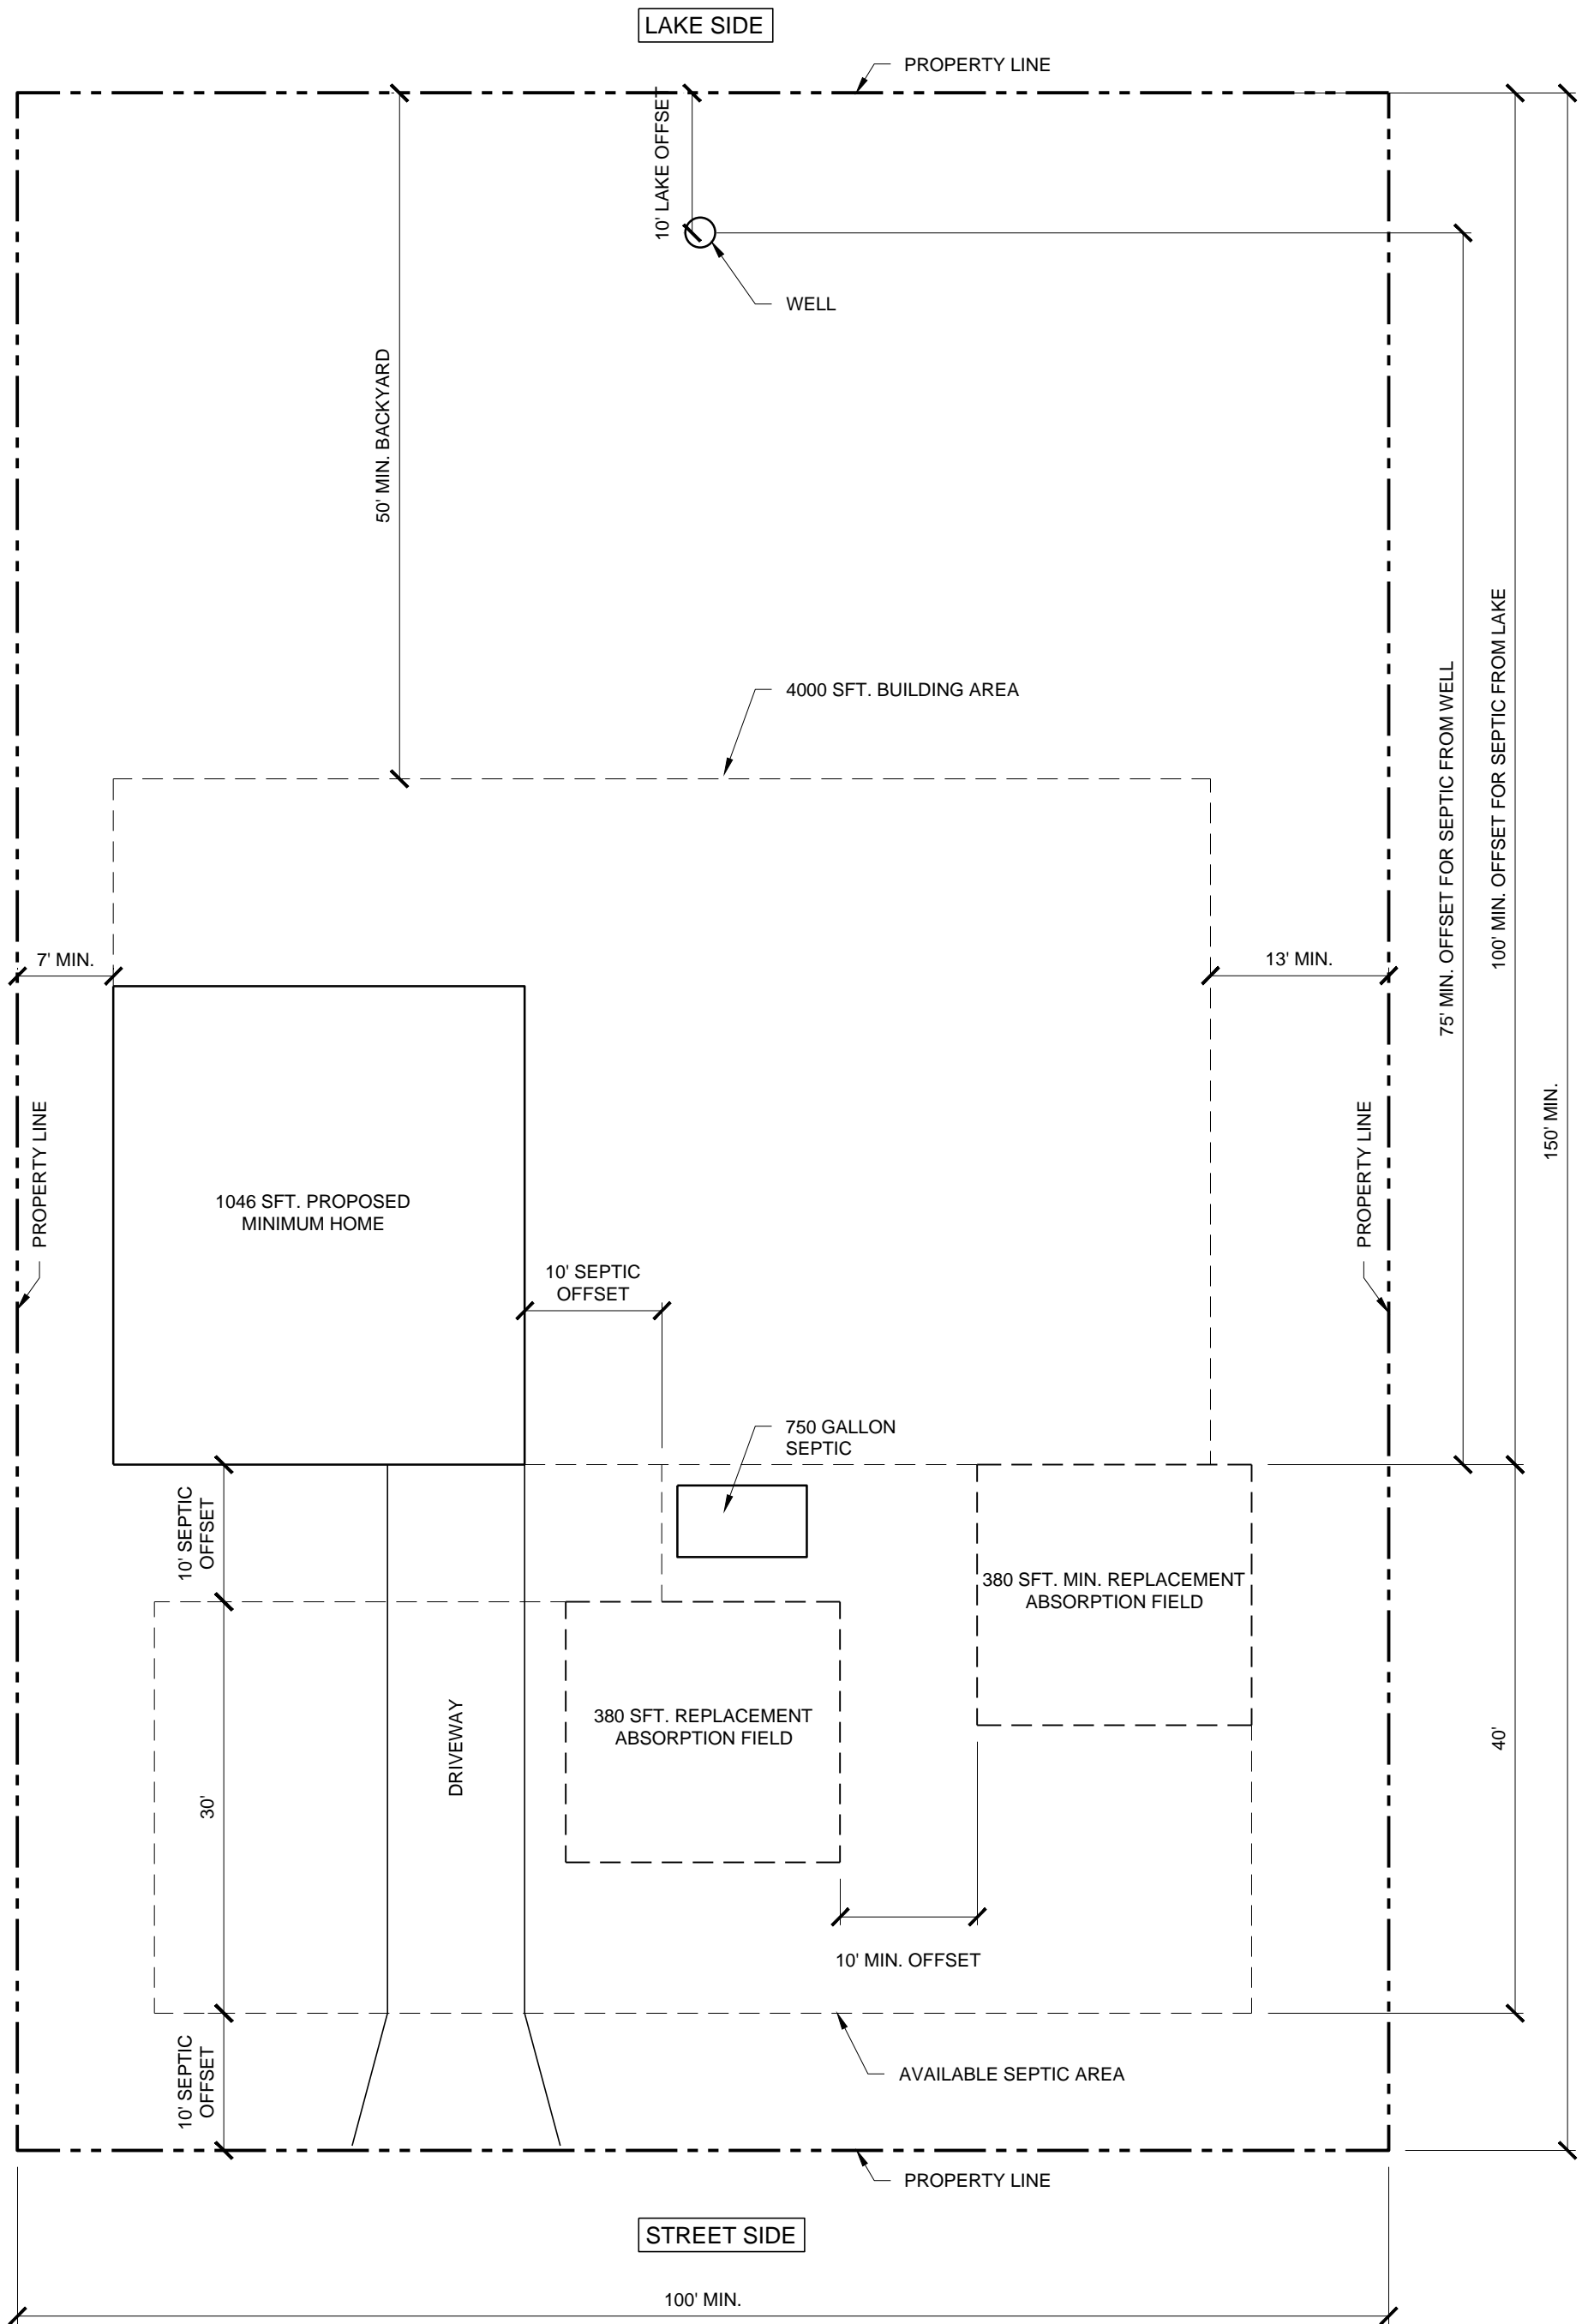 LAKE SIDE
PROPERTY LINE
10' LAKE OFFSET
WELL
50' MIN. BACKYARD
4000 SFT. BUILDING AREA
75' MIN. OFFSET FOR SEPTIC FROM WELL
100' MIN. OFFSET FOR SEPTIC FROM LAKE
150' MIN.
7' MIN.
13' MIN.
PROPERTY LINE
PROPERTY LINE
1046 SFT. PROPOSED
MINIMUM HOME
10' SEPTIC
OFFSET
750 GALLON
SEPTIC
10' SEPTIC
OFFSET
380 SFT. MIN. REPLACEMENT
ABSORPTION FIELD
380 SFT. REPLACEMENT
ABSORPTION FIELD
DRIVEWAY
30'
40'
10' MIN. OFFSET
10' SEPTIC
OFFSET
AVAILABLE SEPTIC AREA
PROPERTY LINE
STREET SIDE
100' MIN.